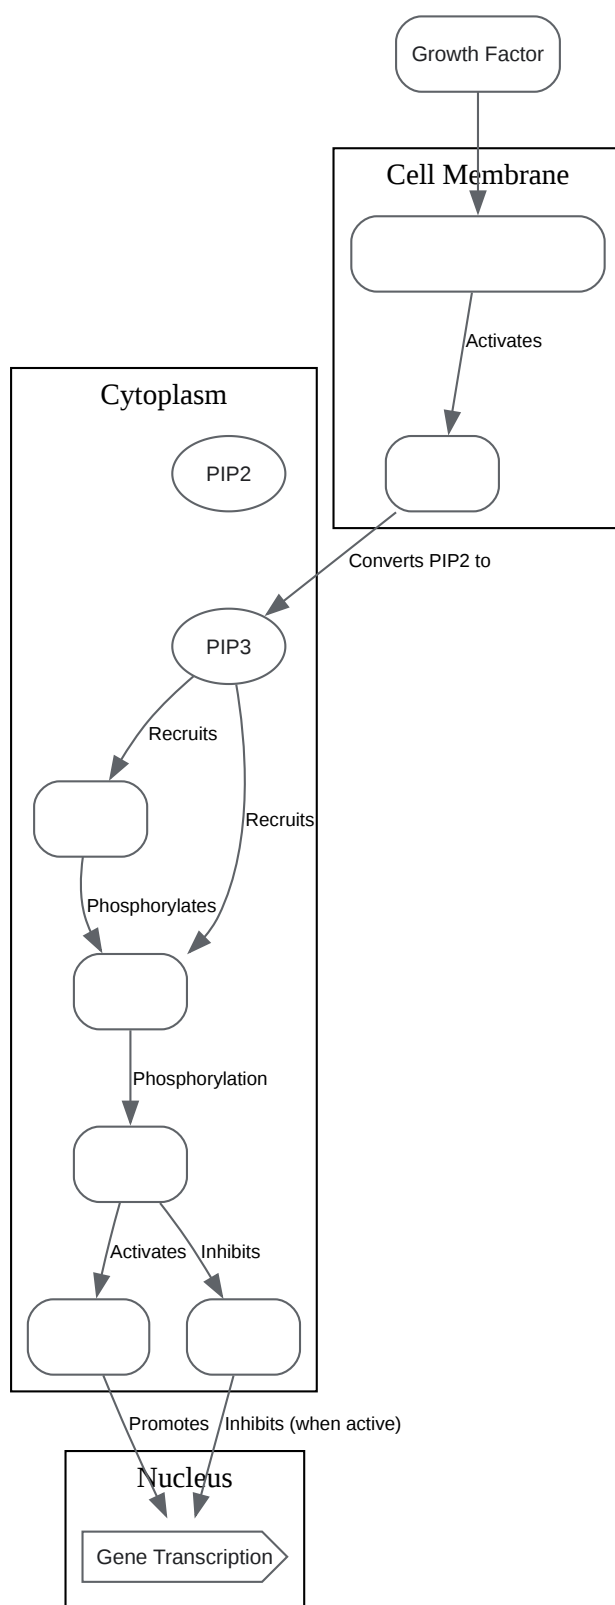 Growth Factor
Cell Membrane
Activates
Cytoplasm
PIP2
Converts PIP2 to
PIP3
Recruits
Recruits
Phosphorylates
Phosphorylation
Activates
Inhibits
Promotes
Inhibits (when active)
Nucleus
Gene Transcription